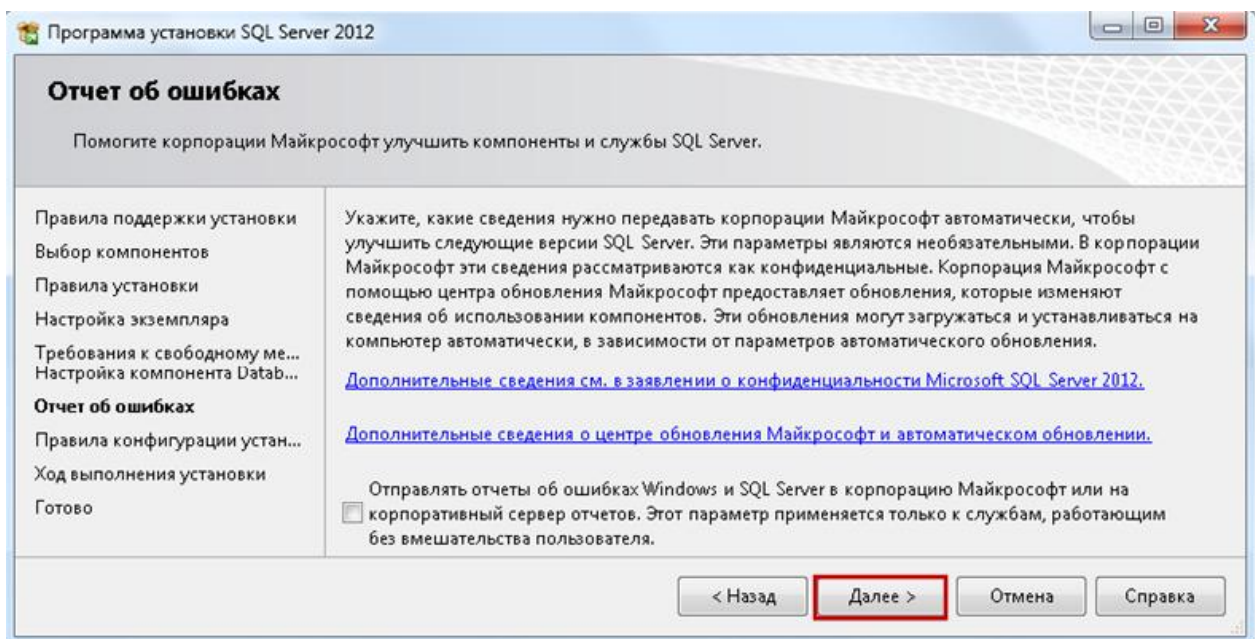 Программа установки SQL Server 2012
Отчет об ошибках
Помогите корпорации Майкрософт улучшить компоненты и службы SQL Server.
Правила поддержки установки
Выбор компонентов
Правила установки
Настройка экземпляра
Требования к свободному ме...
Настройка компонента Datab...
Отчет об ошибках
Правила конфигурации устан...
Ход выполнения установки
Готово
Укажите, какие сведения нужно передавать корпорации Майкрософт автоматически, чтобы
улучшить следующие версии SQL Server. Эти параметры являются необязательными. В корпорации
Майкрософт эти сведения рассматриваются как конфиденциальные. Корпорация Майкрософт с
помощью центра обновления Майкрософт предоставляет обновления, которые изменяют
сведения об использовании компонентов. Эти обновления могут загружаться и устанавливаться на
компьютер автоматически, в зависимости от параметров автоматического обновления.
Дополнительные сведения см. в заявлении о конфиденциальности Microsoft SQL Server 2012.
Дополнительные сведения о центре обновления Майкрософт и автоматическом обновлении.
Отправлять отчеты об ошибках Windows и SQL Server в корпорацию Майкрософт или на
корпоративный сервер отчетов. Этот параметр применяется только к службам, работающим
без вмешательства пользователя.
< Назад
Далее >
Отмена
Справка